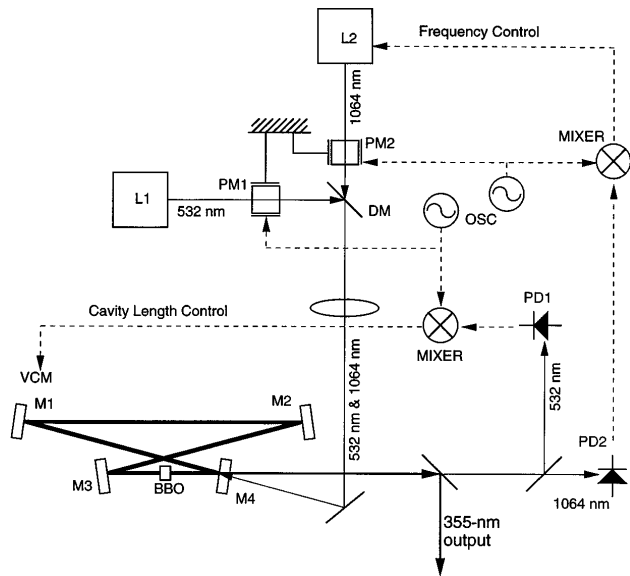 L2
Frequency Control
1064 nm
MIXER
PM2
PM1
L1
532 nm
DM
OSC
Cavity Length Control
PD1
MIXER
VCM
M1
M2
532 nm & 1064 nm
532 nm
PD2
M3
BBO
M4
1064 nm
355-nm
output